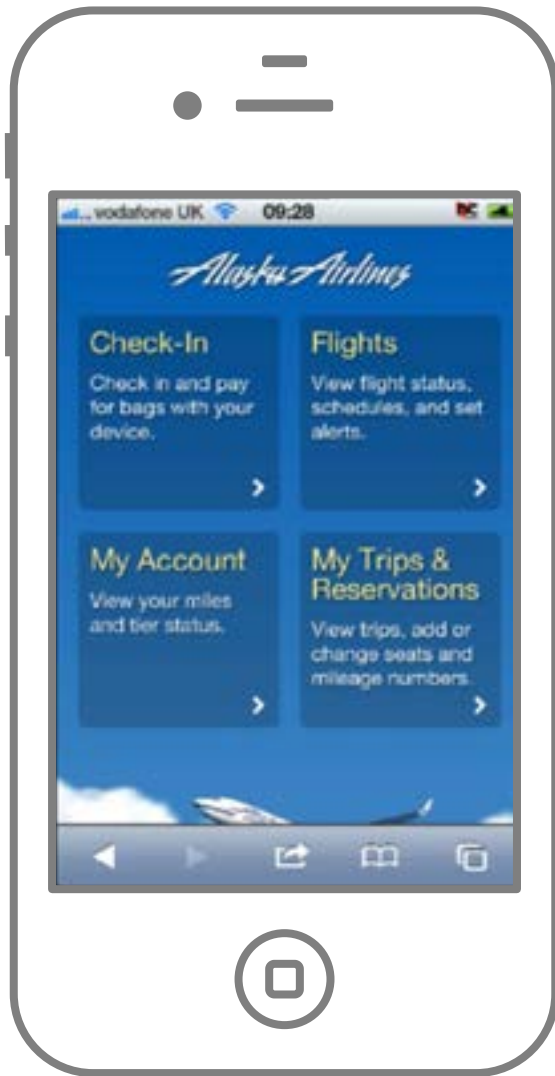 vodafone UK 09:28
Alaska Airlines
Check-In
Check in and pay
for bags with your
device.
Flights
View flight status,
schedules, and set
alerts.
My Account
View your miles
and tier status.
My Trips &
Reservations
View trips, add or
change seats and
mileage numbers.